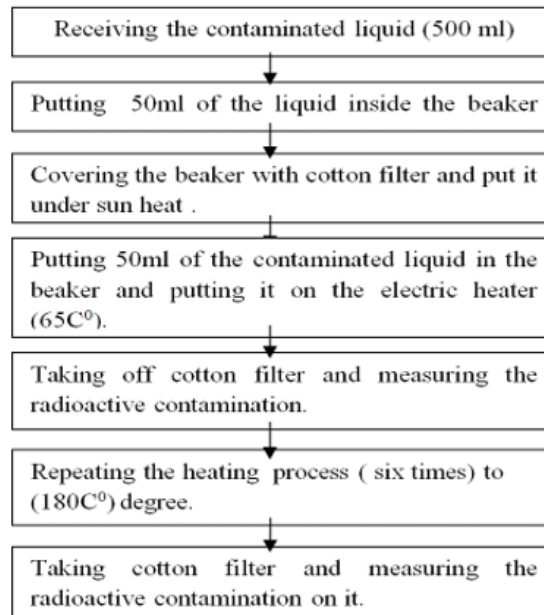 Receiving the contaminated liquid (500 ml)
Putting 50ml of the liquid inside the beaker
Covering the beaker with cotton filter and put it
under sun heat .
Putting 50ml of the contaminated liquid in the
beaker and putting it on the electric heater
(65C⁰).
Taking off cotton filter and measuring the
radioactive contamination.
Repeating the heating process ( six times) to
(180C⁰) degree.
Taking cotton filter and measuring the
radioactive contamination on it.